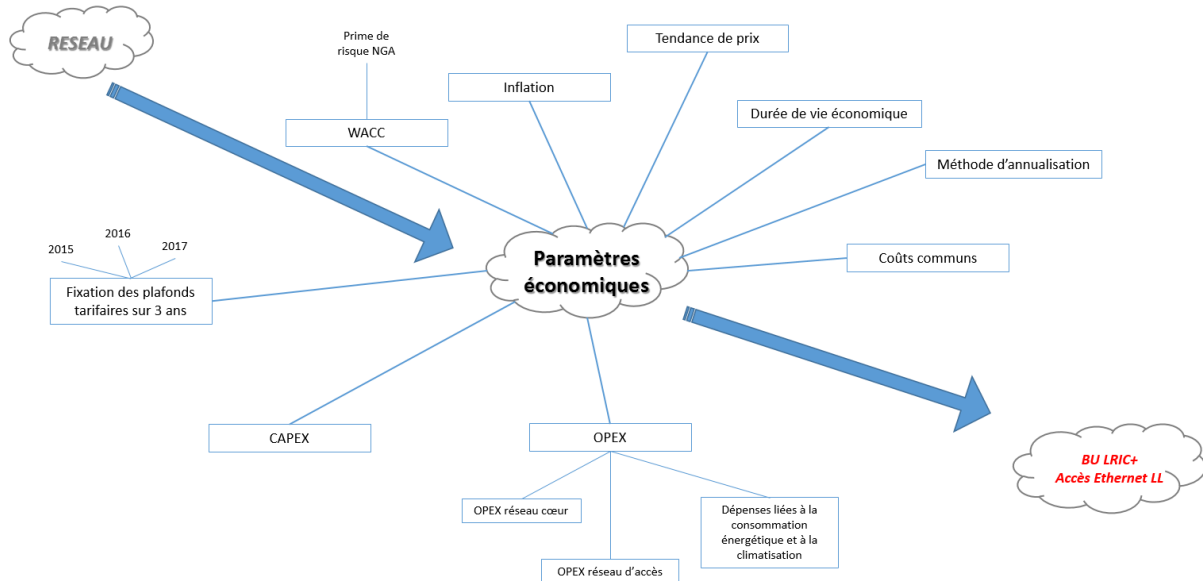 RESEAU
Prime de
risque NGA
Tendance de prix
Inflation
WACC
Durée de vie économique
Méthode d'annualisation
Paramètres
économiques
Coûts communs
2015
2016
2017
Fixation des plafonds
tarifaires sur 3 ans
CAPEX
OPEX
BU LRIC+
Accès Ethernet LL
OPEX réseau cœur
Dépenses liées à la
consommation
énergétique et à la
climatisation
OPEX réseau d'accès